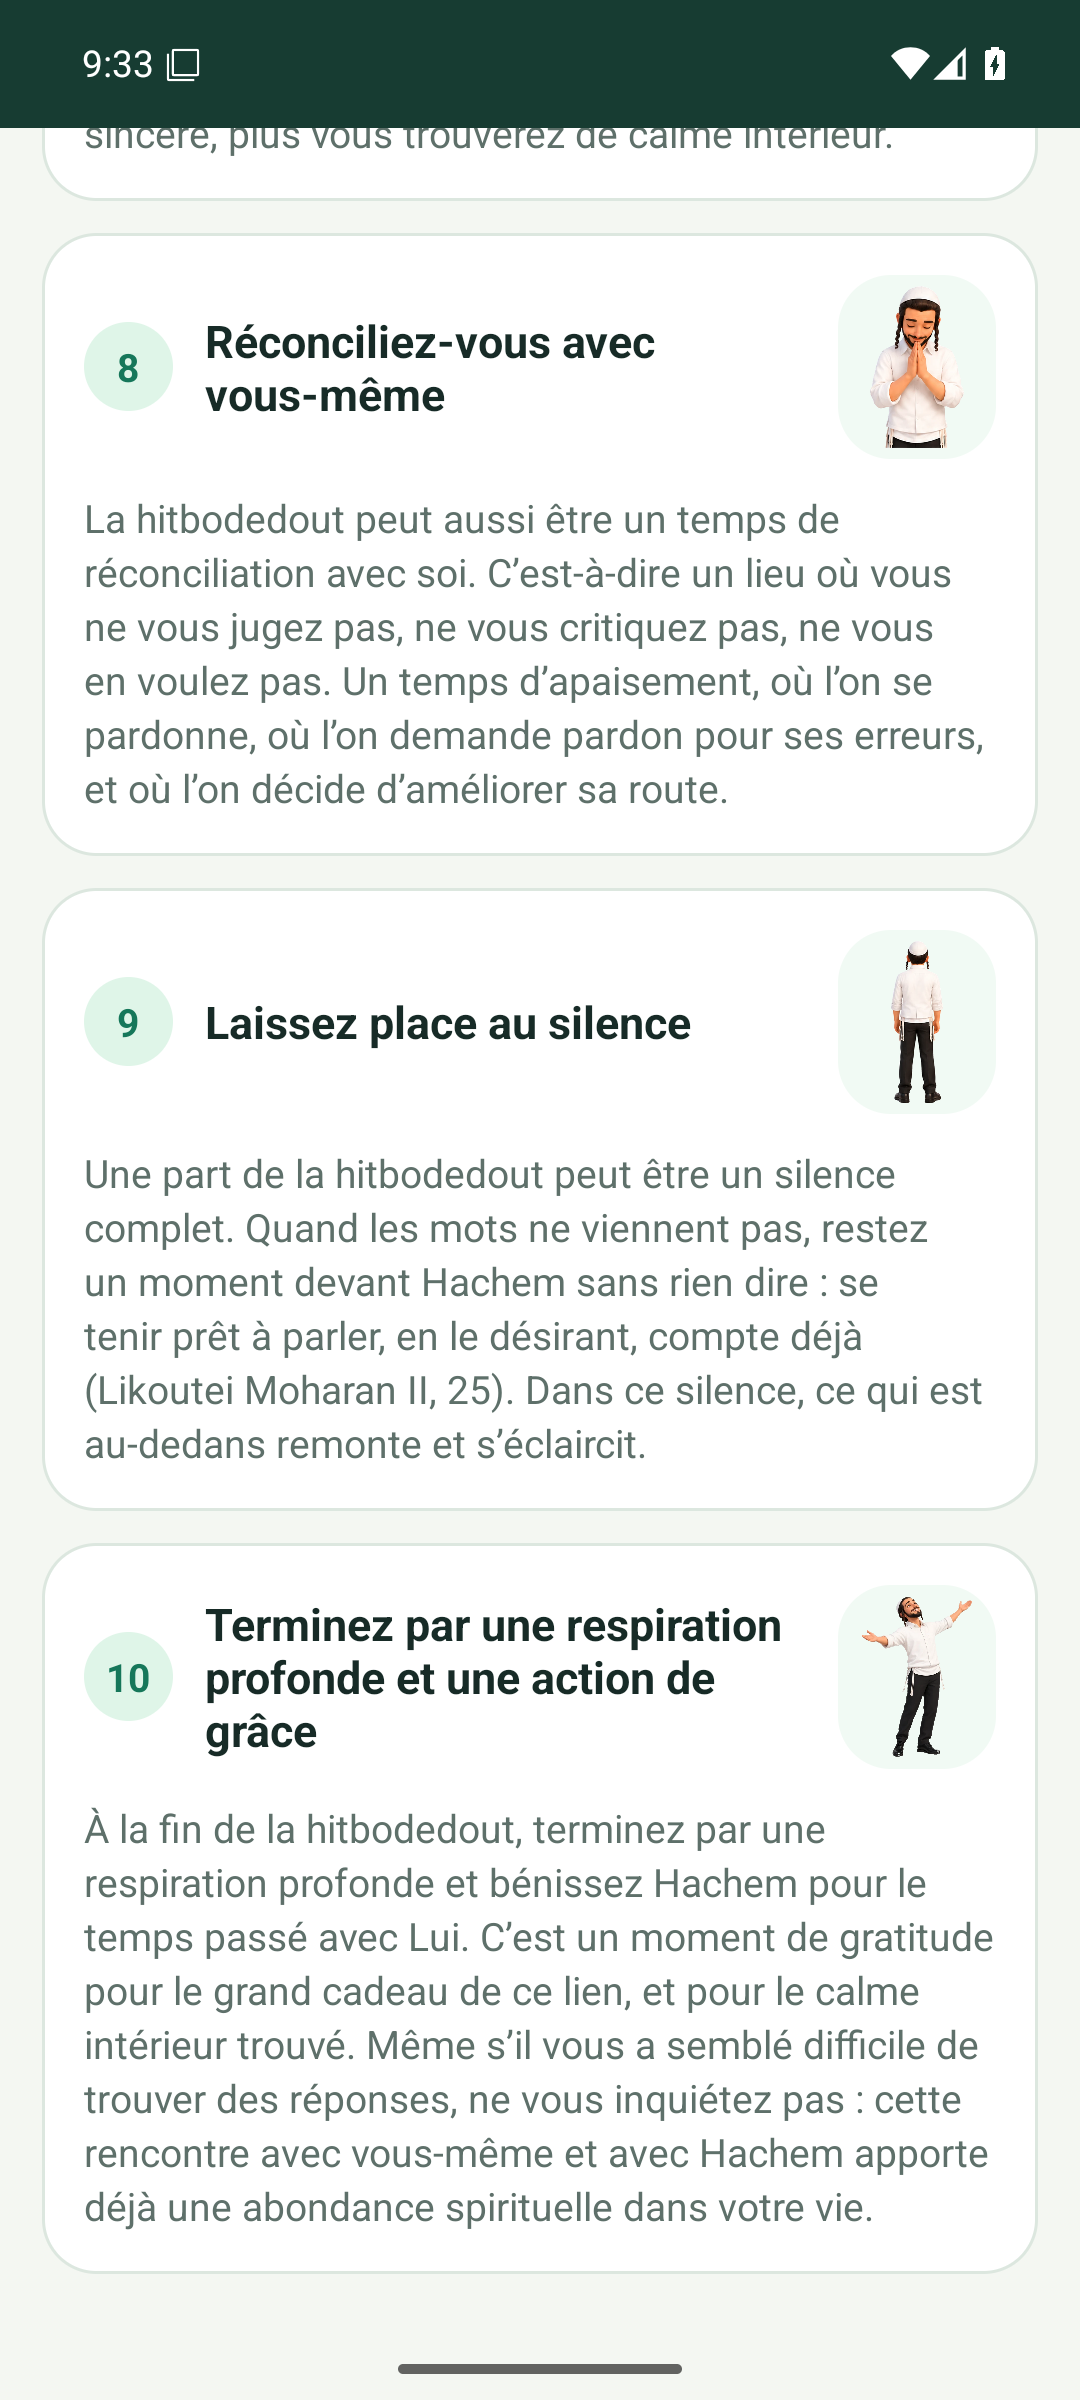 9:33
sincère, plus vous trouverez de calme intérieur.
8
Réconciliez-vous avec
vous-même
La hitbodedout peut aussi être un temps de
réconciliation avec soi. C’est-à-dire un lieu où vous
ne vous jugez pas, ne vous critiquez pas, ne vous
en voulez pas. Un temps d’apaisement, où l’on se
pardonne, où l’on demande pardon pour ses erreurs,
et où l’on décide d’améliorer sa route.
9
Laissez place au silence
Une part de la hitbodedout peut être un silence
complet. Quand les mots ne viennent pas, restez
un moment devant Hachem sans rien dire : se
tenir prêt à parler, en le désirant, compte déjà
(Likoutei Moharan II, 25). Dans ce silence, ce qui est
au-dedans remonte et s’éclaircit.
10
Terminez par une respiration
profonde et une action de
grâce
À la fin de la hitbodedout, terminez par une
respiration profonde et bénissez Hachem pour le
temps passé avec Lui. C’est un moment de gratitude
pour le grand cadeau de ce lien, et pour le calme
intérieur trouvé. Même s’il vous a semblé difficile de
trouver des réponses, ne vous inquiétez pas : cette
rencontre avec vous-même et avec Hachem apporte
déjà une abondance spirituelle dans votre vie.